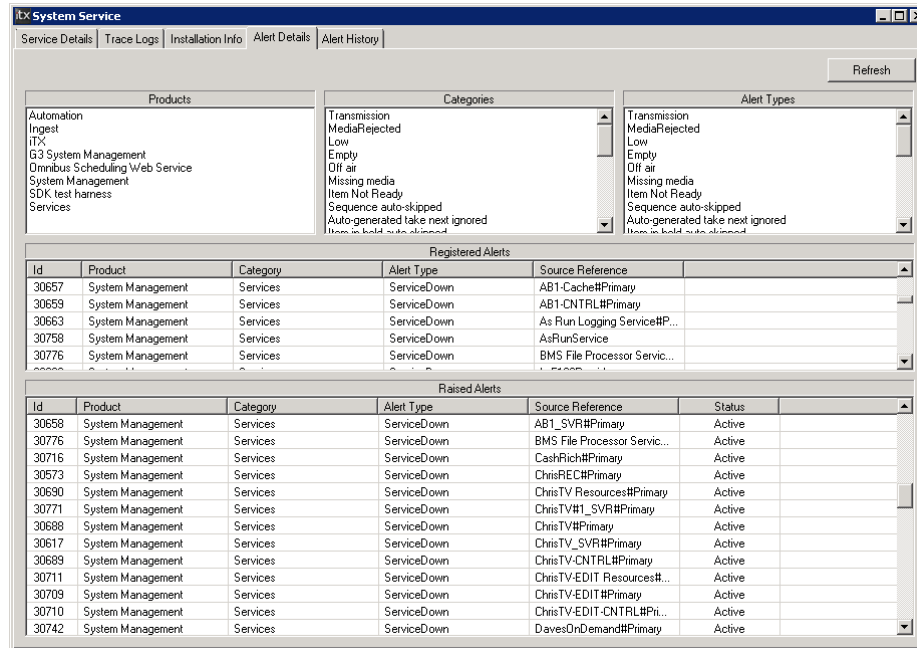 itx System Service
Service Details Trace Logs Installation Info Alert Details Alert History
Refresh
Products
Automation
Ingest
iTX
G3 System Management
Omnibus Scheduling Web Service
System Management
SDK test harness
Services
Categories
Transmission
MediaRejected
Low
Empty
Off air
Missing media
Item Not Ready
Sequence auto-skipped
Auto-generated take next ignored
Item in hold auto-skipped
Alert Types
Transmission
MediaRejected
Low
Empty
Off air
Missing media
Item Not Ready
Sequence auto-skipped
Auto-generated take next ignored
Item in hold auto-skipped
Registered Alerts
Id Product Category Alert Type Source Reference
30657 System Management Services ServiceDown AB1-Cache#Primary
30659 System Management Services ServiceDown AB1-CNTRL#Primary
30663 System Management Services ServiceDown As Run Logging Service#P...
30758 System Management Services ServiceDown AsRunService
30776 System Management Services ServiceDown BMS File Processor Servic...
Raised Alerts
Id Product Category Alert Type Source Reference Status
30658 System Management Services ServiceDown AB1_SVR#Primary Active
30776 System Management Services ServiceDown BMS File Processor Servic... Active
30716 System Management Services ServiceDown CashRich#Primary Active
30573 System Management Services ServiceDown ChrisREC#Primary Active
30690 System Management Services ServiceDown ChrisTV Resources#Primary Active
30771 System Management Services ServiceDown ChrisTV#1_SVR#Primary Active
30688 System Management Services ServiceDown ChrisTV#Primary Active
30617 System Management Services ServiceDown ChrisTV_SVR#Primary Active
30689 System Management Services ServiceDown ChrisTV-CNTRL#Primary Active
30711 System Management Services ServiceDown ChrisTV-EDIT Resources#... Active
30709 System Management Services ServiceDown ChrisTV-EDIT#Primary Active
30710 System Management Services ServiceDown ChrisTV-EDIT-CNTRL#Pri... Active
30742 System Management Services ServiceDown DavesOnDemand#Primary Active